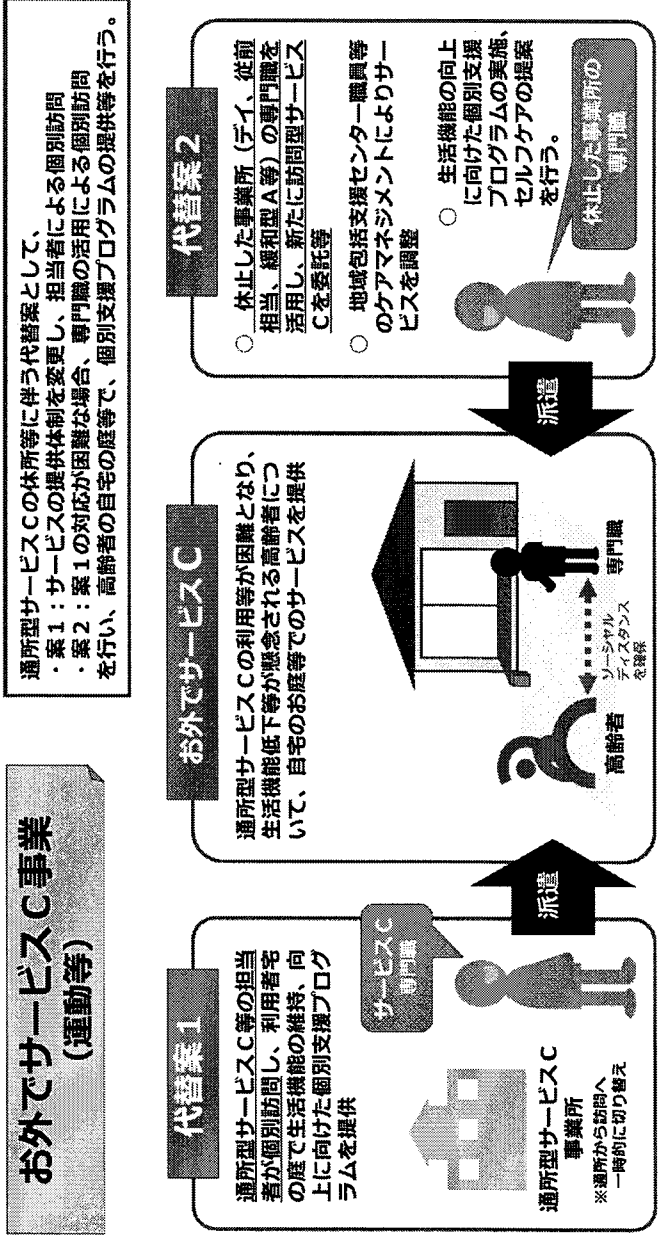 お外でサービスC事業
（運動等）
通所型サービスCの休所等に伴う代替案として、
・案1：サービスの提供体制を変更し、担当者による個別訪問
・案2：案1の対応が困難な場合、専門職の活用による個別訪問
を行い、高齢者の自宅の庭等で、個別支援プログラムの提供等を行う。
代替案1
通所型サービスC等の担当
者が個別訪問し、利用者宅
の庭で生活機能の維持、向
上に向けた個別支援プログ
ラムを提供
サービスC
専門職
通所型サービスC
事業所
※通所から訪問へ
一時的に切り替え
派遣
お外でサービスC
通所型サービスCの利用等が困難となり、
生活機能低下等が懸念される高齢者につ
いて、自宅のお庭等でのサービスを提供
高齢者
ソーシャル
ディスタンス
を確保
専門職
派遣
代替案2
○ 休止した事業所（デイ、従前
相当、緩和型A等）の専門職を
活用し、新たに訪問型サービス
Cを委託等
○ 地域包括支援センター職員等
のケアマネジメントによりサー
ビスを調整
○ 生活機能の向上
に向けた個別支援
プログラムの実施、
セルフケアの提案
を行う。
休止した事業所の
専門職